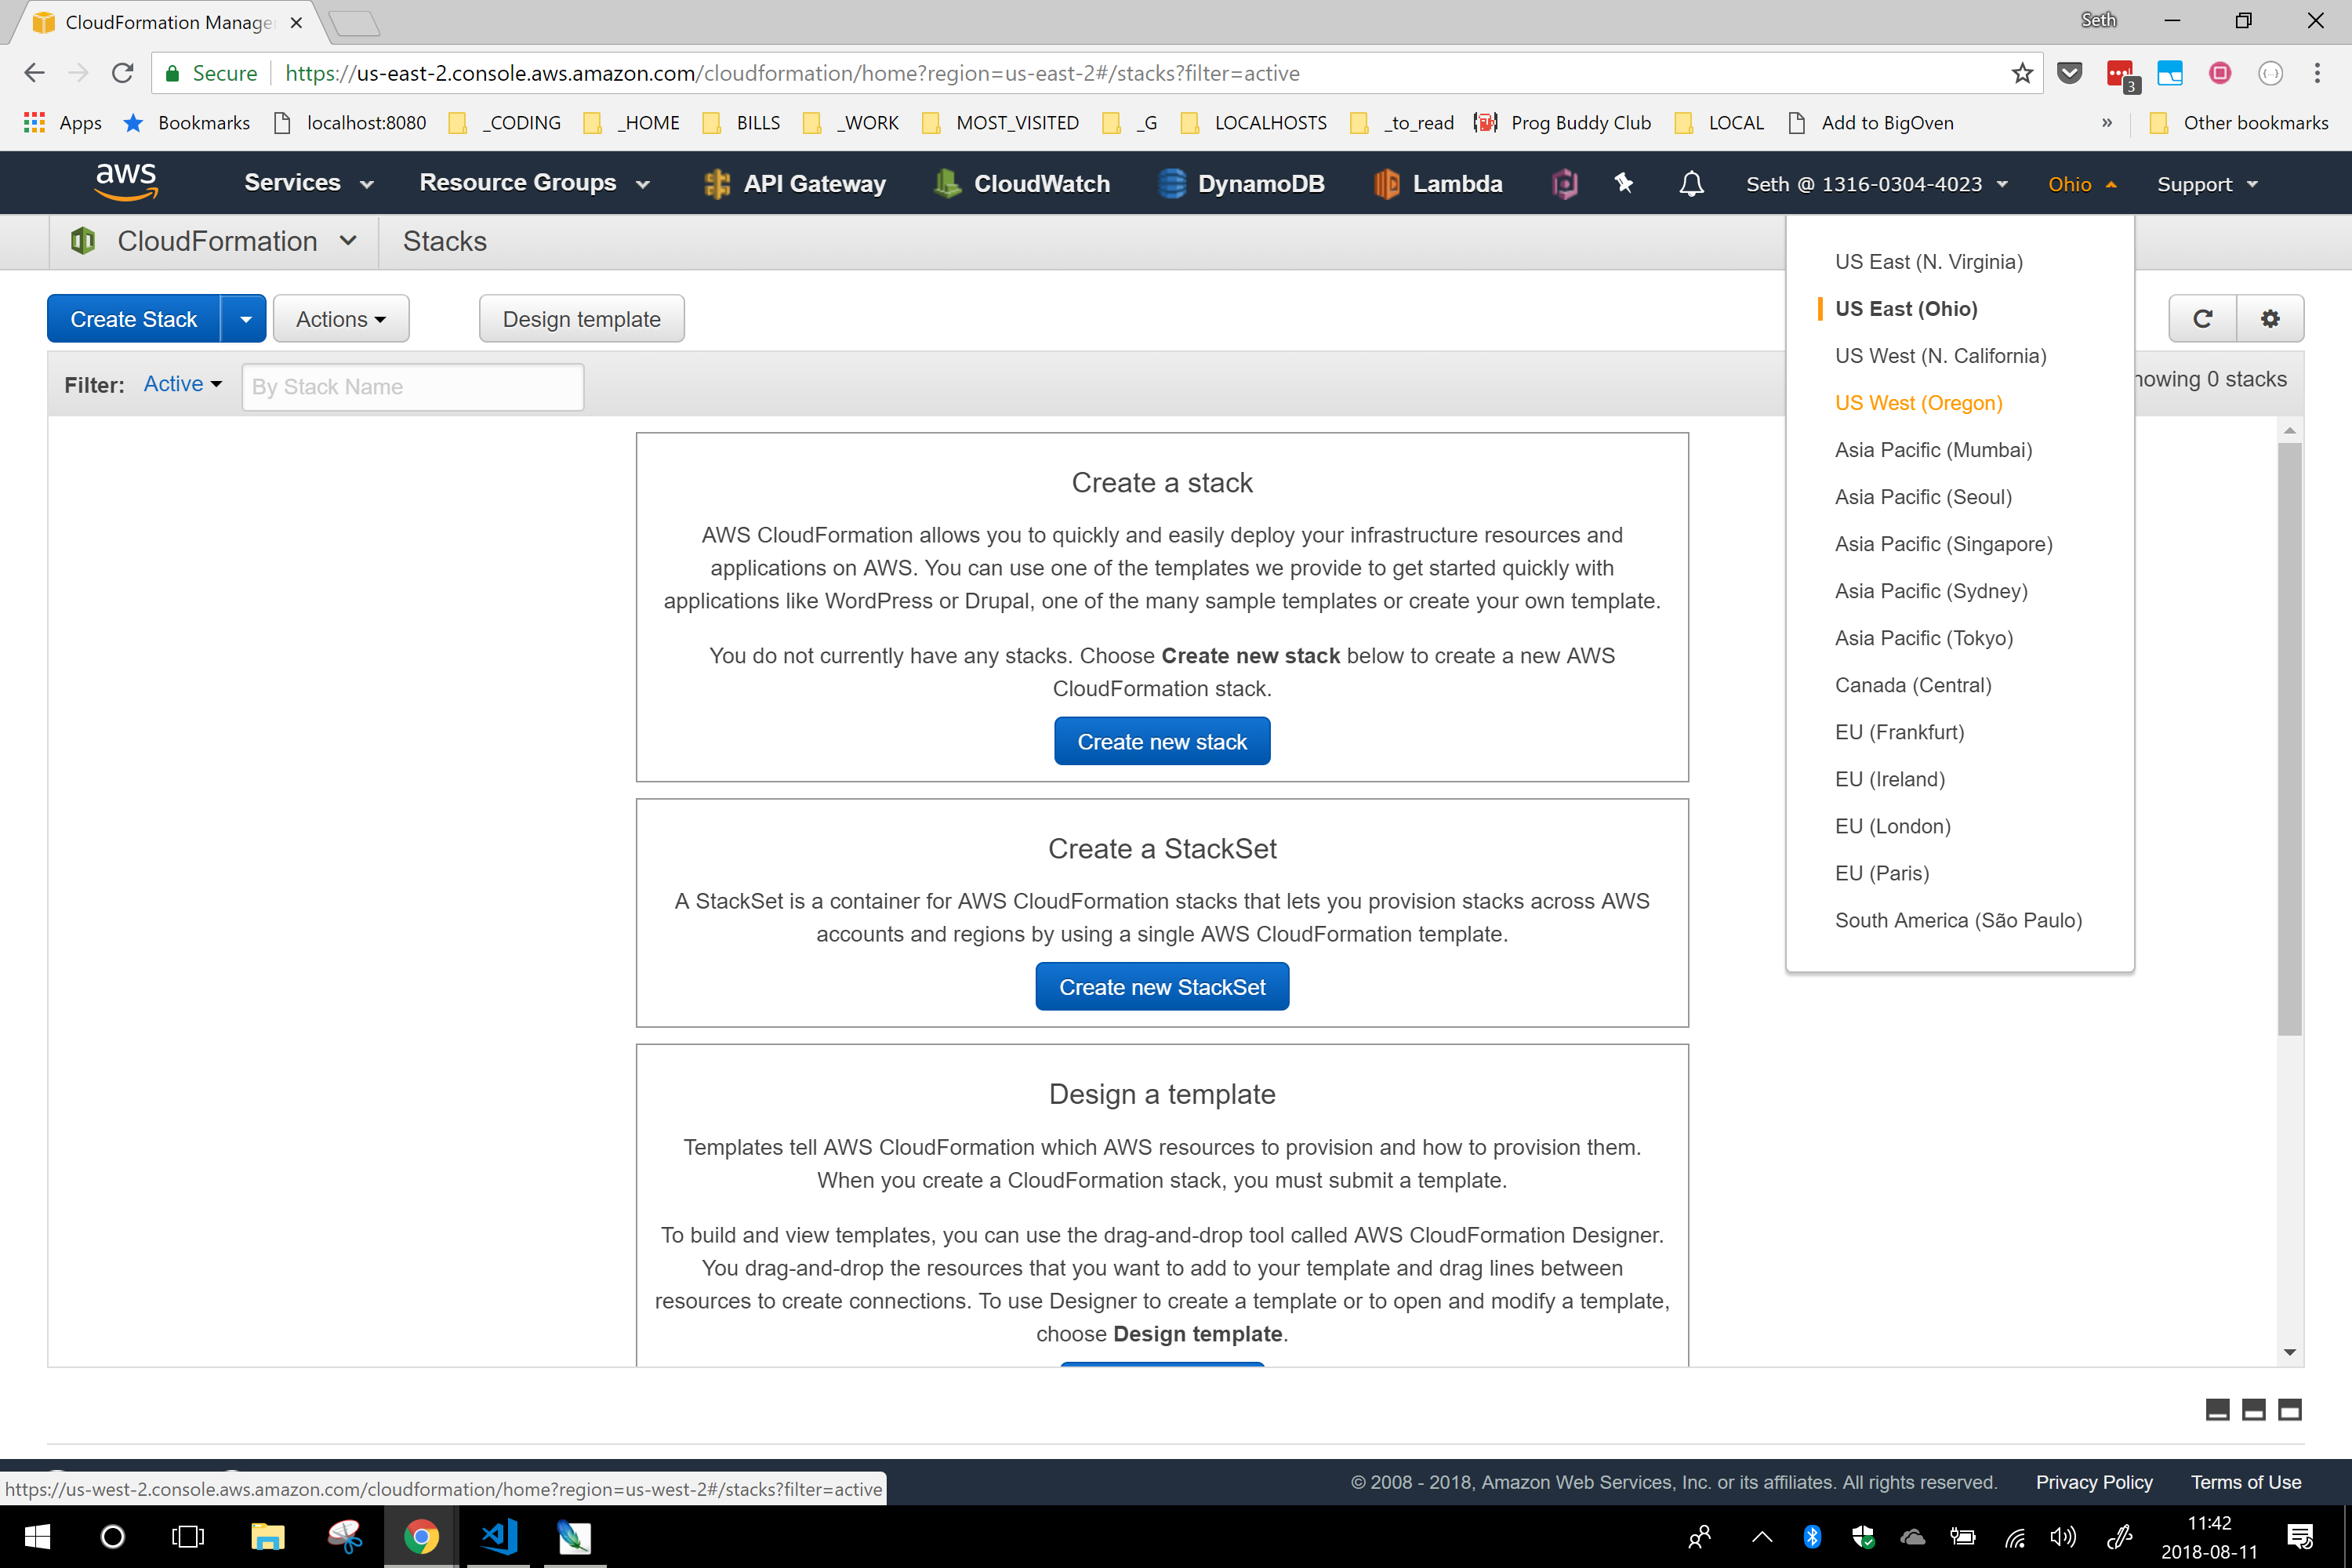 CloudFormation Manage
Seth
Secure https://us-east-2.console.aws.amazon.com/cloudformation/home?region=us-east-2#/stacks?filter=active
3
Apps Bookmarks localhost:8080 _CODING _HOME BILLS _WORK MOST_VISITED _G LOCALHOSTS _to_read Prog Buddy Club LOCAL Add to BigOven » Other bookmarks
aws Services Resource Groups API Gateway CloudWatch DynamoDB Lambda Seth @ 1316-0304-4023 Ohio Support
CloudFormation Stacks
US East (N. Virginia)
US East (Ohio)
US West (N. California)
US West (Oregon)
Asia Pacific (Mumbai)
Asia Pacific (Seoul)
Asia Pacific (Singapore)
Asia Pacific (Sydney)
Asia Pacific (Tokyo)
Canada (Central)
EU (Frankfurt)
EU (Ireland)
EU (London)
EU (Paris)
South America (São Paulo)
Create Stack Actions Design template
Filter: Active By Stack Name howing 0 stacks
Create a stack
AWS CloudFormation allows you to quickly and easily deploy your infrastructure resources and
applications on AWS. You can use one of the templates we provide to get started quickly with
applications like WordPress or Drupal, one of the many sample templates or create your own template.
You do not currently have any stacks. Choose Create new stack below to create a new AWS
CloudFormation stack.
Create new stack
Create a StackSet
A StackSet is a container for AWS CloudFormation stacks that lets you provision stacks across AWS
accounts and regions by using a single AWS CloudFormation template.
Create new StackSet
Design a template
Templates tell AWS CloudFormation which AWS resources to provision and how to provision them.
When you create a CloudFormation stack, you must submit a template.
To build and view templates, you can use the drag-and-drop tool called AWS CloudFormation Designer.
You drag-and-drop the resources that you want to add to your template and drag lines between
resources to create connections. To use Designer to create a template or to open and modify a template,
choose Design template.
https://us-west-2.console.aws.amazon.com/cloudformation/home?region=us-west-2#/stacks?filter=active
© 2008 - 2018, Amazon Web Services, Inc. or its affiliates. All rights reserved. Privacy Policy Terms of Use
11:42
2018-08-11